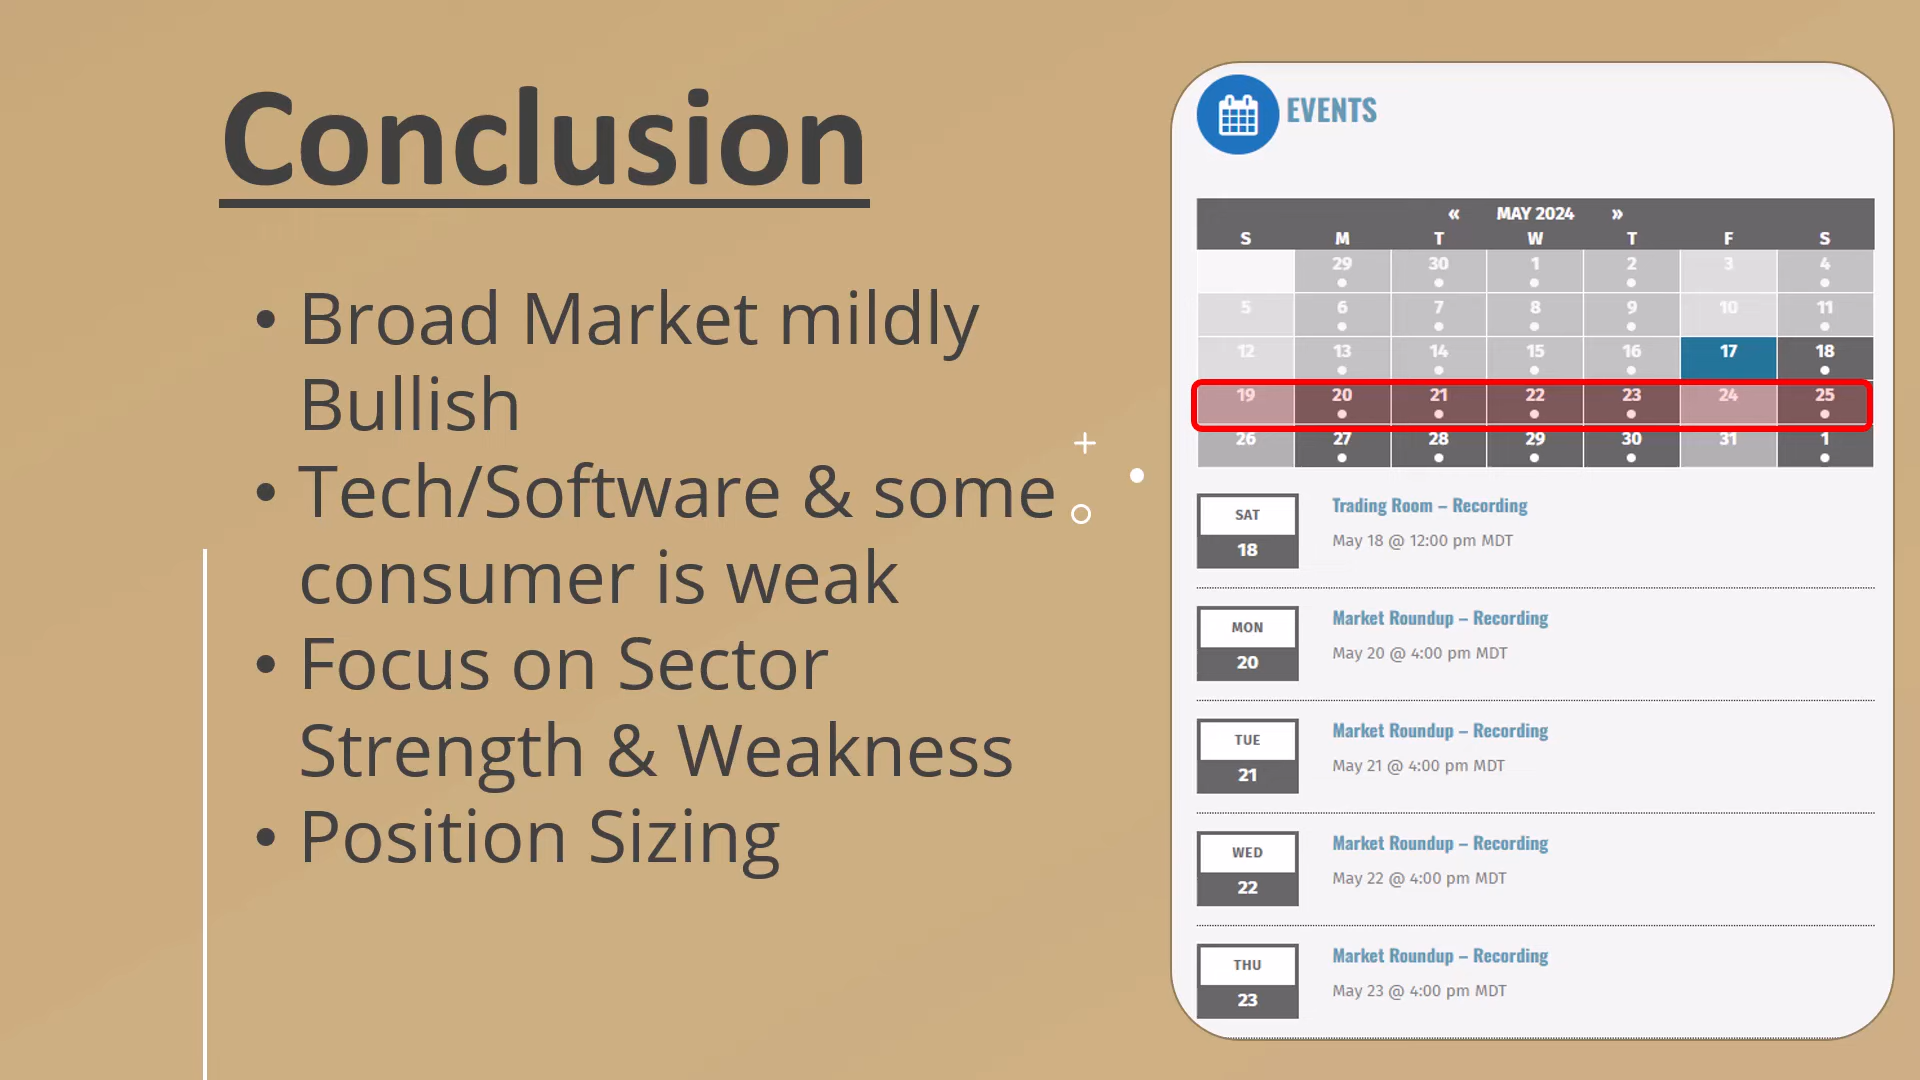 Conclusion
• Broad Market mildly
Bullish
• Tech/Software & some
consumer is weak
• Focus on Sector
Strength & Weakness
• Position Sizing
EVENTS
« MAY 2024 »
S M T W T F S
29 30 1 2 3 4
5 6 7 8 9 10 11
12 13 14 15 16 17 18
19 20 21 22 23 24 25
26 27 28 29 30 31 1
SAT
18
Trading Room – Recording
May 18 @ 12:00 pm MDT
MON
20
Market Roundup – Recording
May 20 @ 4:00 pm MDT
TUE
21
Market Roundup – Recording
May 21 @ 4:00 pm MDT
WED
22
Market Roundup – Recording
May 22 @ 4:00 pm MDT
THU
23
Market Roundup – Recording
May 23 @ 4:00 pm MDT